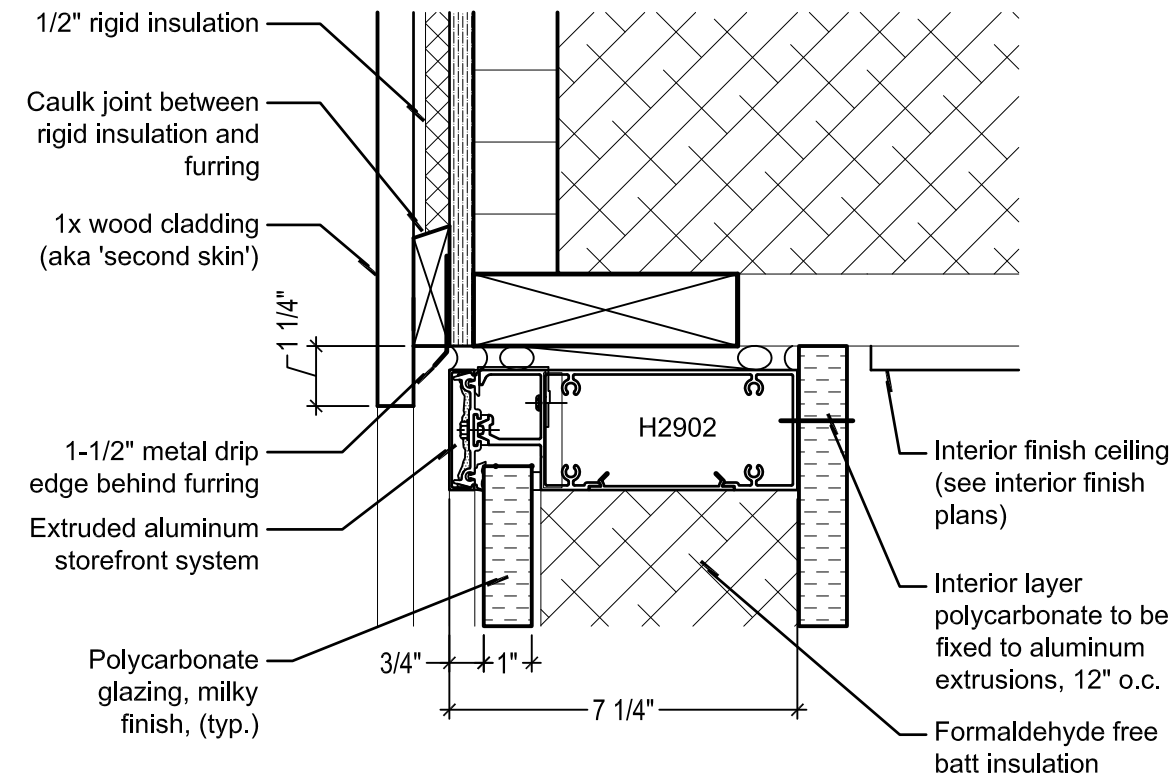 1/2" rigid insulation
Caulk joint between
rigid insulation and
furring
1x wood cladding
(aka 'second skin')
1 1/4"
1-1/2" metal drip
edge behind furring
Extruded aluminum
storefront system
Polycarbonate
glazing, milky
finish, (typ.)
H2902
3/4"
1"
7 1/4"
Interior finish ceiling
(see interior finish
plans)
Interior layer
polycarbonate to be
fixed to aluminum
extrusions, 12" o.c.
Formaldehyde free
batt insulation